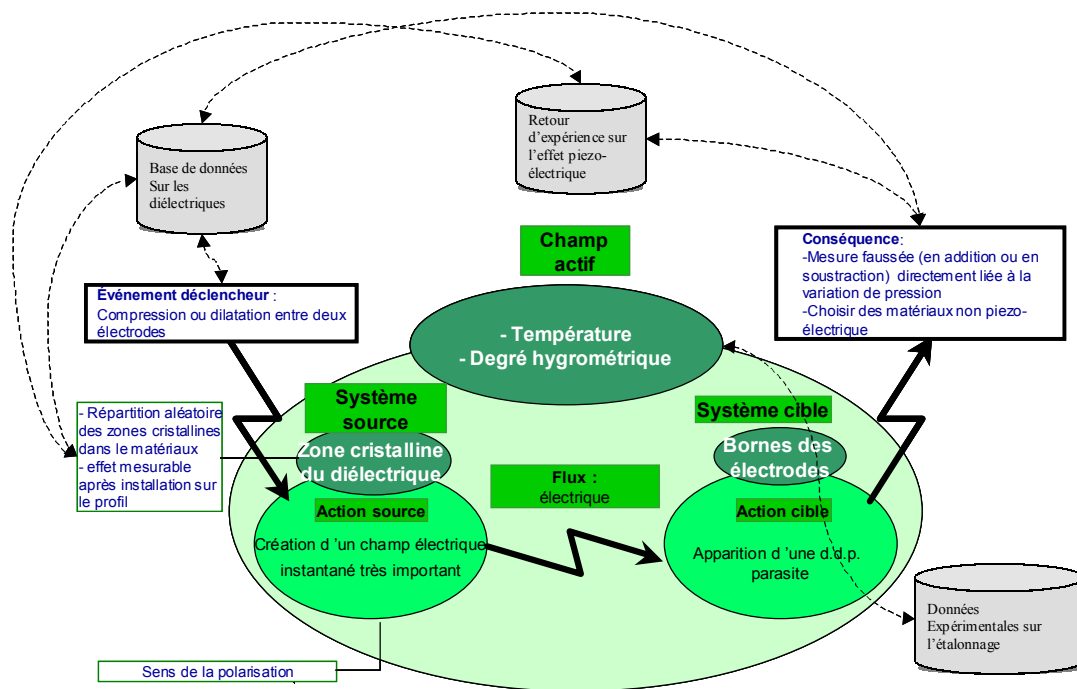 Retour
d'expérience sur
l'effet piezo-
électrique
Base de données
Sur les
diélectriques
Champ
actif
Conséquence:
-Mesure faussée (en addition ou en
soustraction) directement liée à la
variation de pression
-Choisir des matériaux non piezo-
électrique
Événement déclencheur :
Compression ou dilatation entre deux
électrodes
- Température
- Degré hygrométrique
Système
source
Système cible
- Répartition aléatoire
des zones cristallines
dans le matériaux
- effet mesurable
après installation sur
le profil
Zone cristalline
du diélectrique
Bornes des
électrodes
Flux :
électrique
Action source
Action cible
Création d 'un champ électrique
instantané très important
Apparition d 'une d.d.p.
parasite
Données
Expérimentales sur
l'étalonnage
Sens de la polarisation